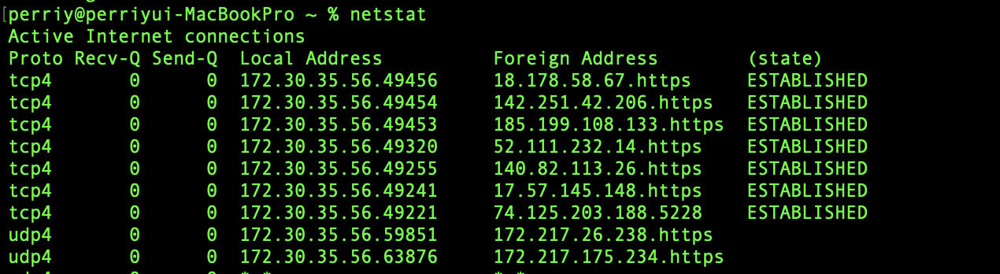 [perriy@perriyui-MacBookPro ~ % netstat
Active Internet connections
Proto Recv-Q Send-Q  Local Address          Foreign Address        (state)
tcp4       0      0  172.30.35.56.49456     18.178.58.67.https     ESTABLISHED
tcp4       0      0  172.30.35.56.49454     142.251.42.206.https   ESTABLISHED
tcp4       0      0  172.30.35.56.49453     185.199.108.133.https  ESTABLISHED
tcp4       0      0  172.30.35.56.49320     52.111.232.14.https    ESTABLISHED
tcp4       0      0  172.30.35.56.49255     140.82.113.26.https    ESTABLISHED
tcp4       0      0  172.30.35.56.49241     17.57.145.148.https    ESTABLISHED
tcp4       0      0  172.30.35.56.49221     74.125.203.188.5228    ESTABLISHED
udp4       0      0  172.30.35.56.59851     172.217.26.238.https
udp4       0      0  172.30.35.56.63876     172.217.175.234.https